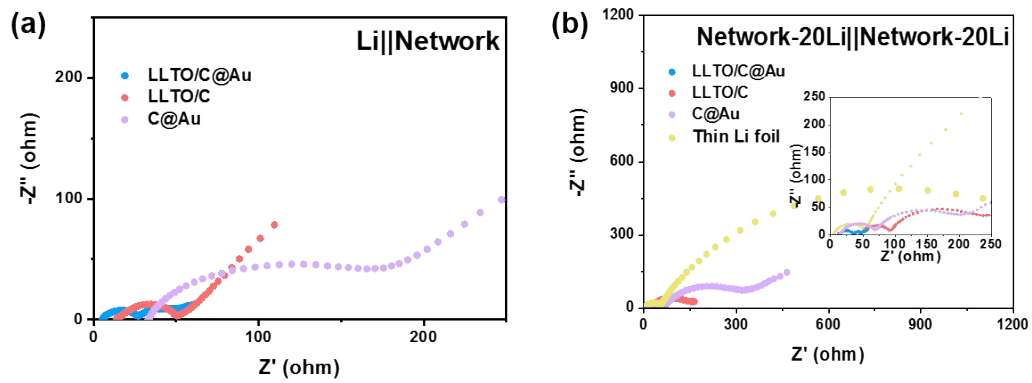 (a)
Li||Network
LLTO/C@Au
LLTO/C
C@Au
200
100
0
-Z'' (ohm)
0
100
200
Z' (ohm)
(b)
Network-20Li||Network-20Li
LLTO/C@Au
LLTO/C
C@Au
Thin Li foil
1200
900
600
300
0
-Z'' (ohm)
0
300
600
900
1200
Z' (ohm)
250
200
150
100
50
0
-Z'' (ohm)
0
50
100
150
200
250
Z' (ohm)